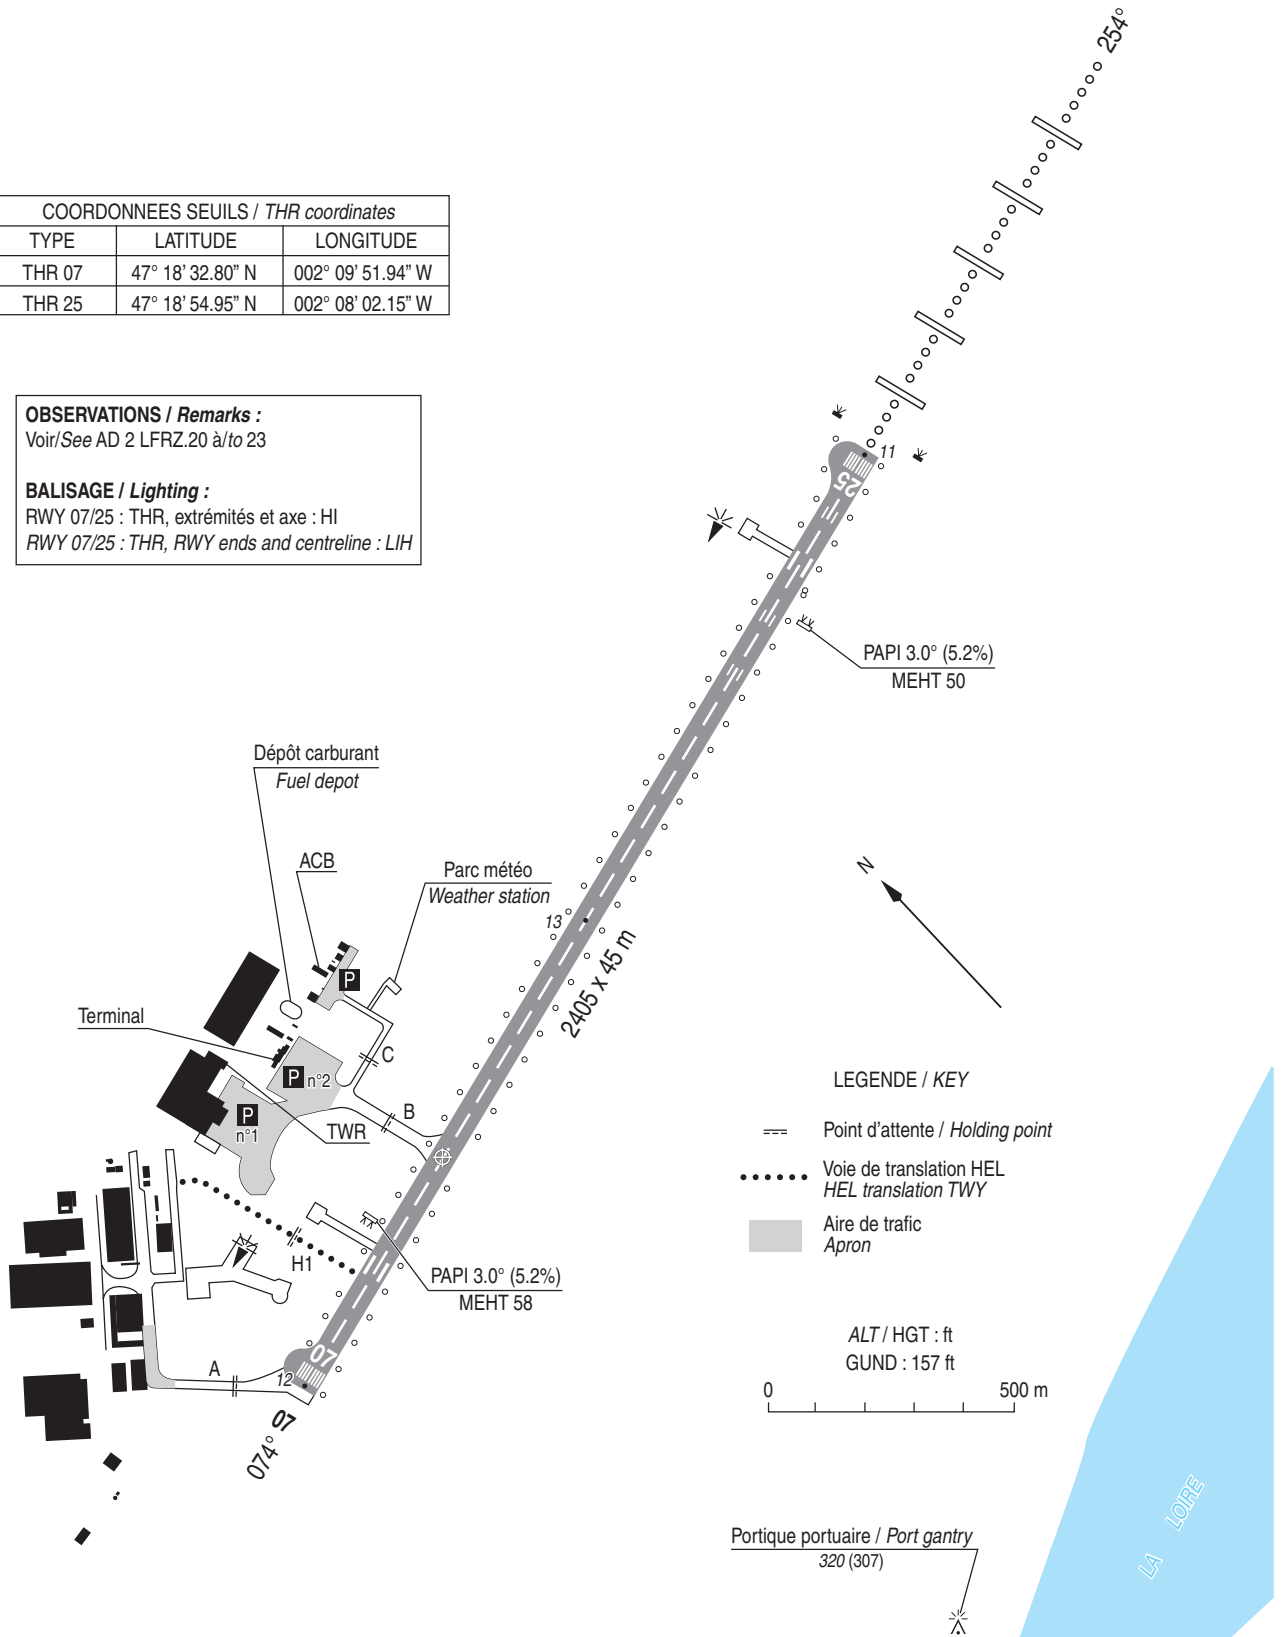 254°
COORDONNEES SEUILS / THR coordinates
TYPE LATITUDE LONGITUDE
THR 07 47° 18’ 32.80” N 002° 09’ 51.94” W
THR 25 47° 18’ 54.95” N 002° 08’ 02.15” W
OBSERVATIONS / Remarks :
Voir/See AD 2 LFRZ.20 à/to 23
BALISAGE / Lighting :
RWY 07/25 : THR, extrémités et axe : HI
RWY 07/25 : THR, RWY ends and centreline : LIH
11
25
PAPI 3.0° (5.2%)
MEHT 50
Dépôt carburant
Fuel depot
ACB
Parc météo
Weather station
N
13
2405 x 45 m
P
Terminal
C
P n°2
B
P
n°1
TWR
H1
PAPI 3.0° (5.2%)
MEHT 58
07
A
12
07
074°
LEGENDE / KEY
Point d’attente / Holding point
Voie de translation HEL
HEL translation TWY
Aire de trafic
Apron
ALT / HGT : ft
GUND : 157 ft
0 500 m
Portique portuaire / Port gantry
320 (307)
LA LOIRE